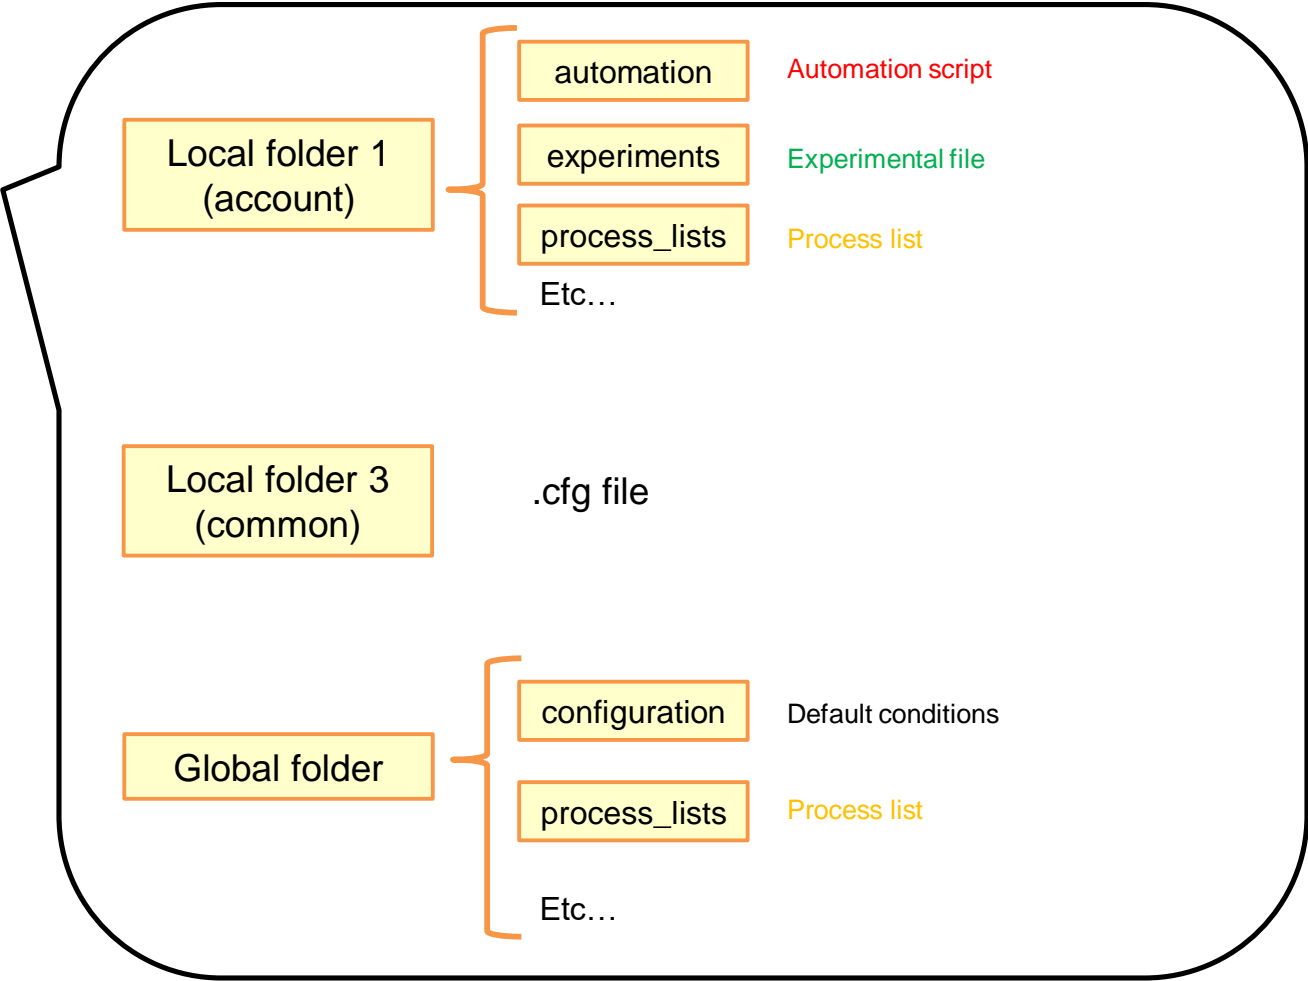 automation
Automation script
Local folder 1
(account)
experiments
Experimental file
process_lists
Process list
Etc…
Local folder 3
(common)
.cfg file
configuration
Default conditions
Global folder
process_lists
Process list
Etc…